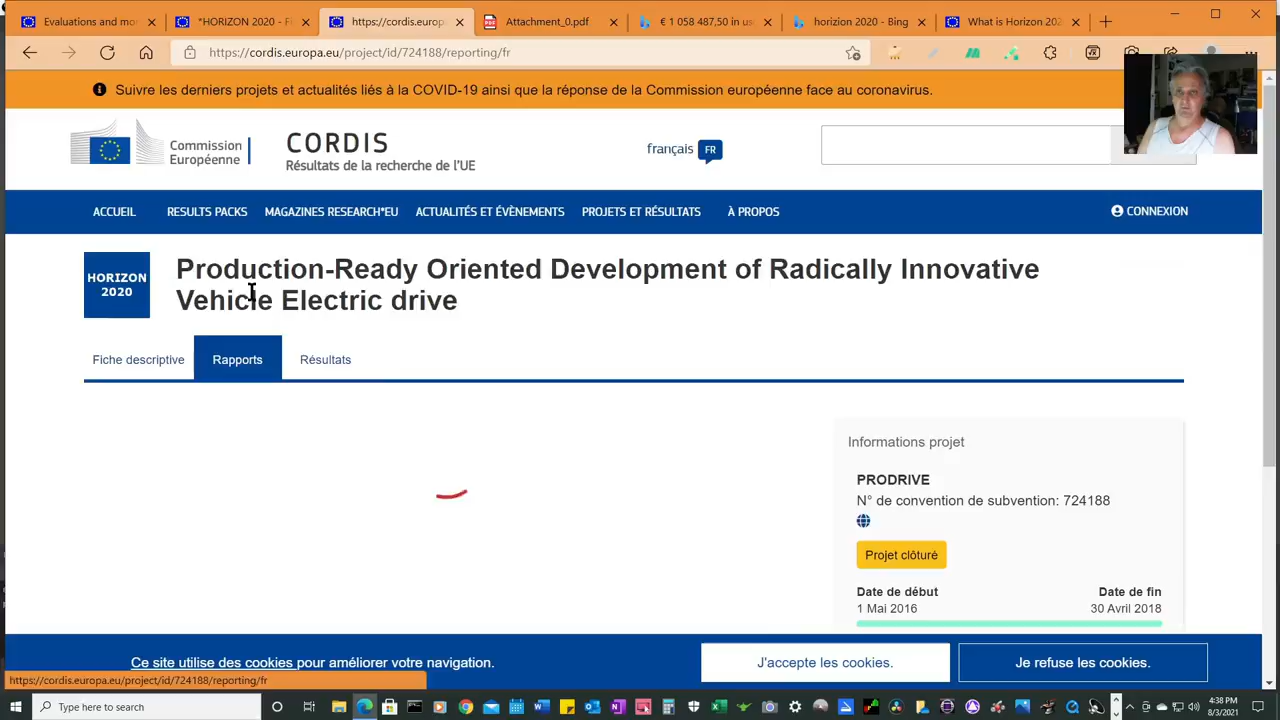 Evaluations and mo
*HORIZON 2020 - Fi
https://cordis.europ
Attachment_0.pdf
€ 1 058 487,50 in us
horizion 2020 - Bing
What is Horizon 202
https://cordis.europa.eu/project/id/724188/reporting/fr
Suivre les derniers projets et actualités liés à la COVID-19 ainsi que la réponse de la Commission européenne face au coronavirus.
Commission
Européenne
CORDIS
Résultats de la recherche de l'UE
français FR
ACCUEIL RESULTS PACKS MAGAZINES RESEARCH*EU ACTUALITÉS ET ÉVÈNEMENTS PROJETS ET RÉSULTATS À PROPOS CONNEXION
HORIZON
2020
Production-Ready Oriented Development of Radically Innovative
Vehicle Electric drive
Fiche descriptive Rapports Résultats
Informations projet
PRODRIVE
N° de convention de subvention: 724188
Projet clôturé
Date de début Date de fin
1 Mai 2016 30 Avril 2018
Ce site utilise des cookies pour améliorer votre navigation.
J'accepte les cookies.
Je refuse les cookies.
https://cordis.europa.eu/project/id/724188/reporting/fr
Type here to search
4:38 PM
8/3/2021